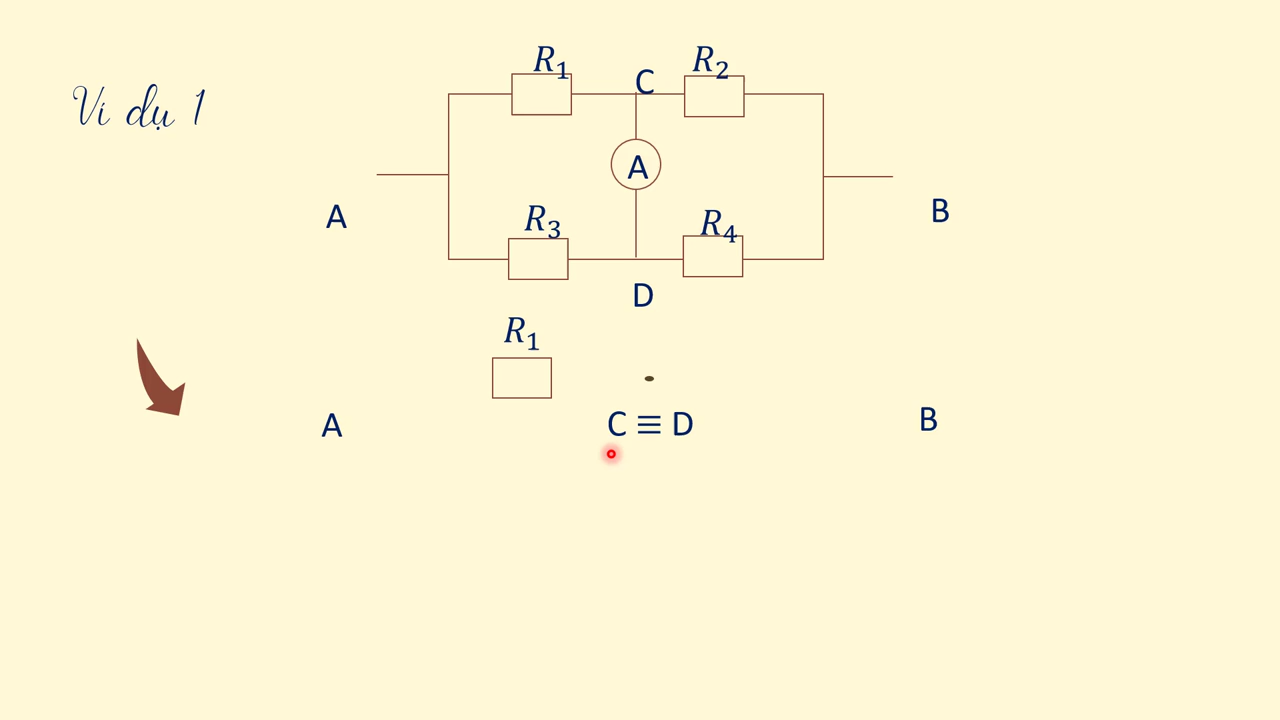 Ví dụ 1
R₁ C R₂
A
A B
R₃ R₄
D
R₁
A C ≡ D B